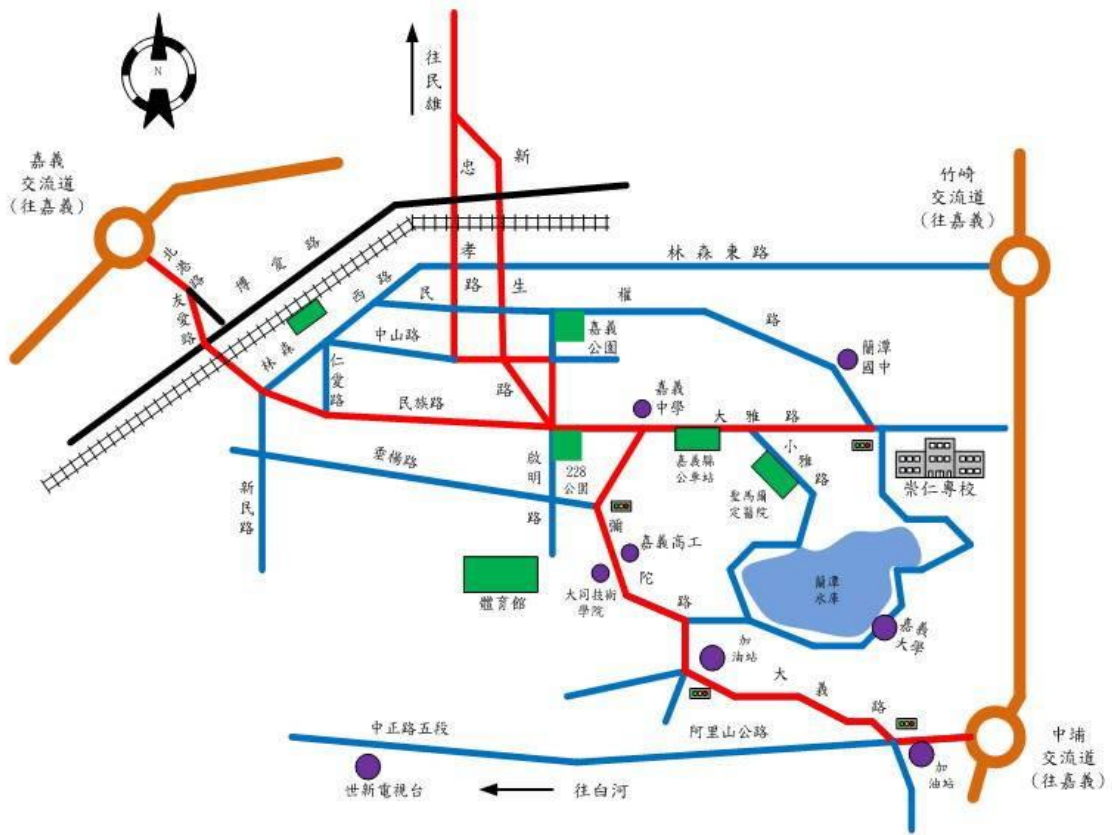 N
往民雄
嘉義
交流道
(往嘉義)
竹崎
交流道
(往嘉義)
北港路
友愛路
博愛路
忠孝路
新生路
林森東路
林森西路
民權路
中山路
仁愛路
民族路
嘉義
公園
蘭潭
國中
嘉義
中學
大雅路
小雅路
嘉義縣
公車站
聖馬爾
定醫院
崇仁專校
垂楊路
新民路
啟明路
228
公園
彌陀路
嘉義高工
大同技術
學院
體育館
蘭潭
水庫
嘉義
大學
加
油站
大義路
中正路五段
阿里山公路
世新電視台
往白河
加
油站
中埔
交流道
(往嘉義)